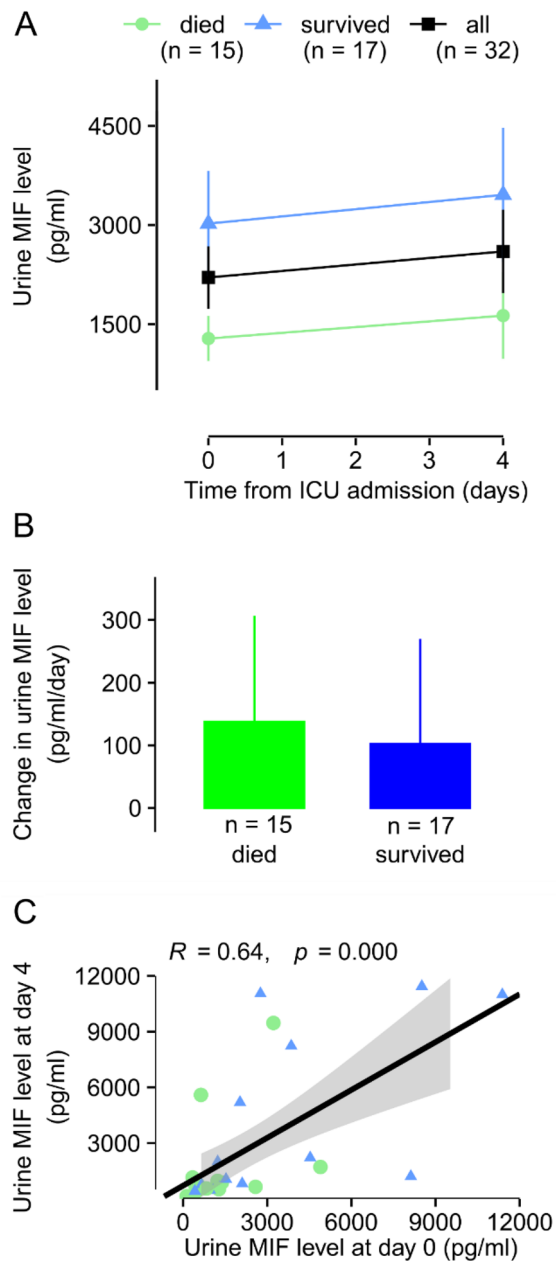 A
died survived all
(n = 15) (n = 17) (n = 32)
Urine MIF level
(pg/ml)
4500
3000
1500
0 1 2 3 4
Time from ICU admission (days)
B
Change in urine MIF level
(pg/ml/day)
300
200
100
0
n = 15 n = 17
died survived
C
R = 0.64, p = 0.000
Urine MIF level at day 4
(pg/ml)
12000
9000
6000
3000
0 3000 6000 9000 12000
Urine MIF level at day 0 (pg/ml)